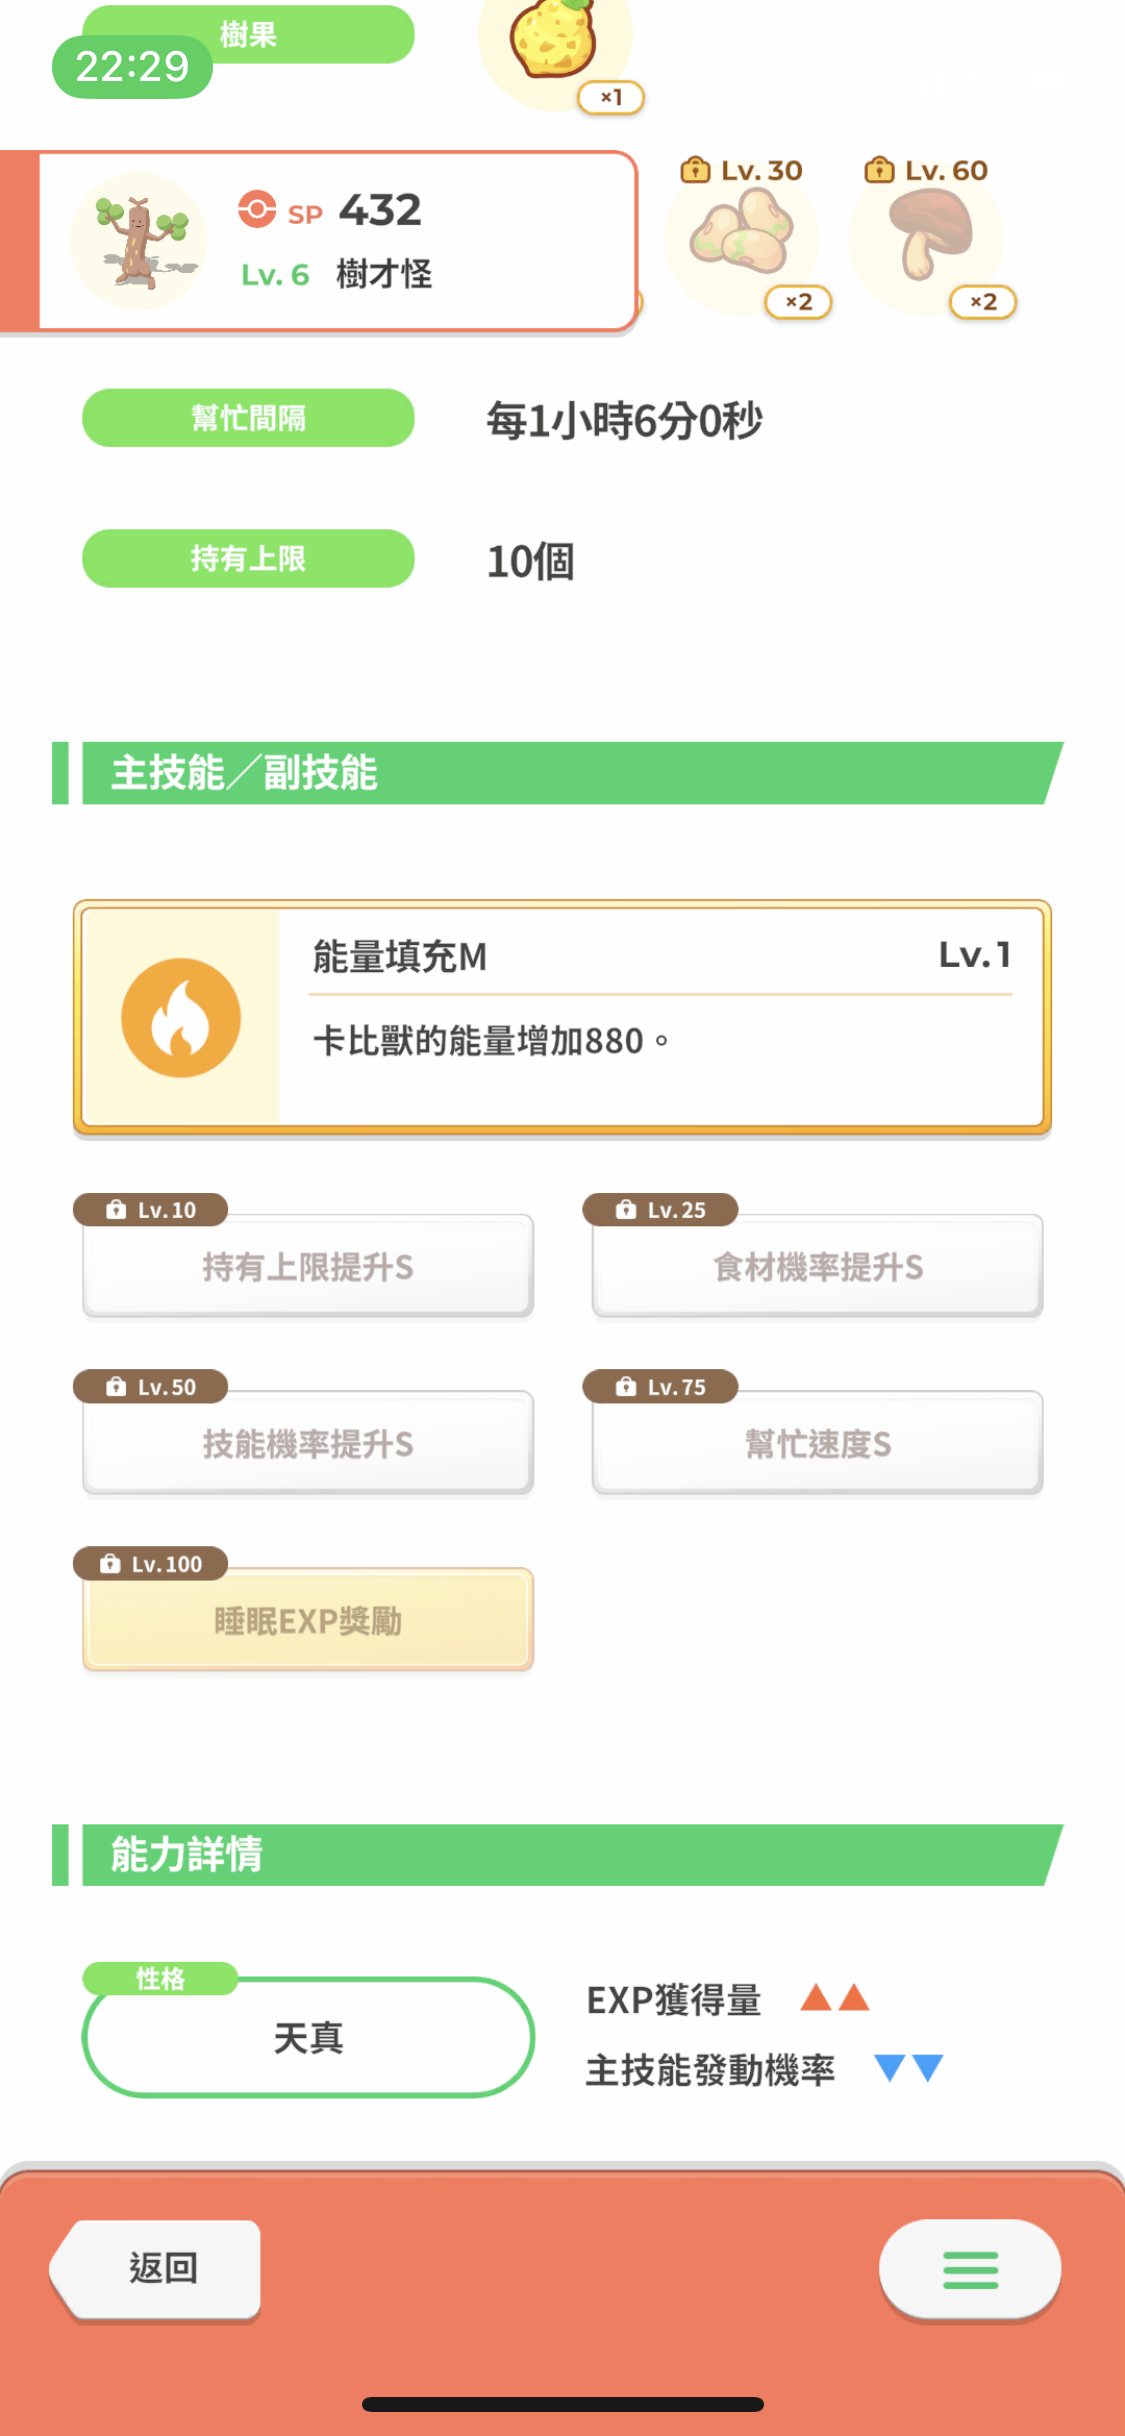 樹果
22:29
×1
SP 432
Lv. 6 樹才怪
Lv. 30
Lv. 60
×2
×2
幫忙間隔
每1小時6分0秒
持有上限
10個
主技能／副技能
能量填充M
Lv. 1
卡比獸的能量增加880。
Lv. 10
持有上限提升S
Lv. 25
食材機率提升S
Lv. 50
技能機率提升S
Lv. 75
幫忙速度S
Lv. 100
睡眠EXP獎勵
能力詳情
性格
天真
EXP獲得量
主技能發動機率
返回